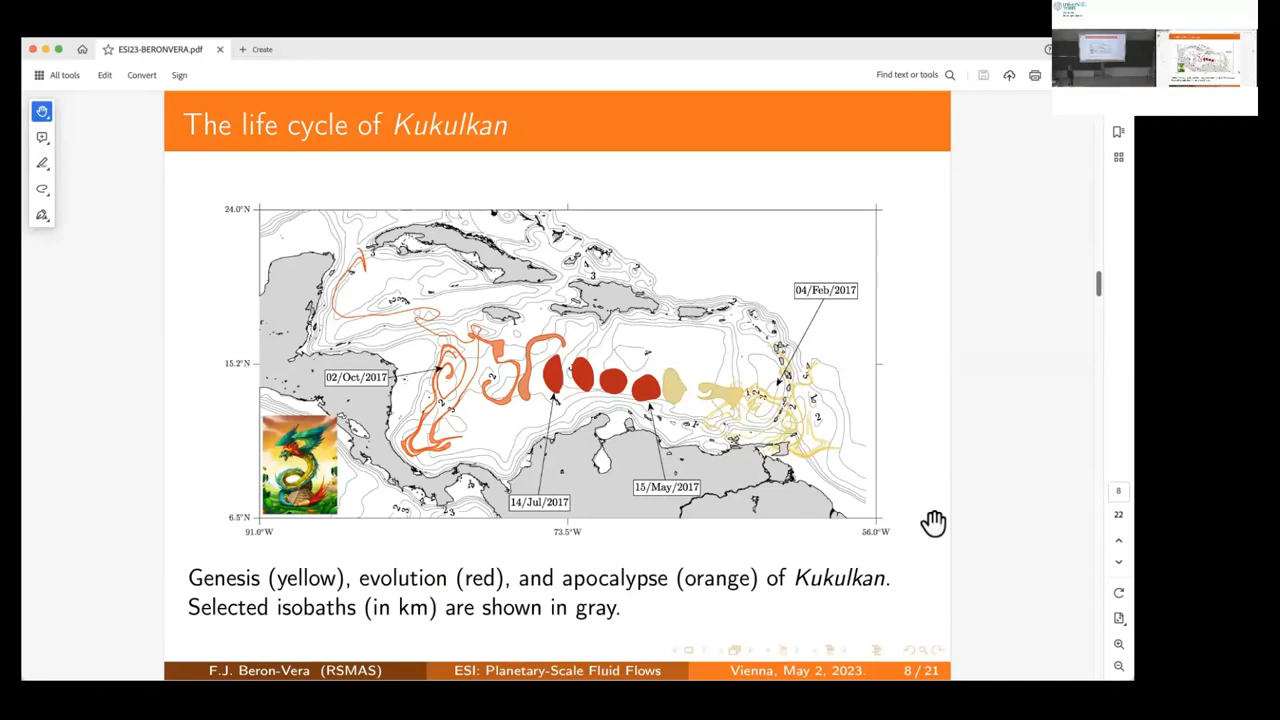 ESI23-BERONVERA.pdf
Create
All tools Edit Convert Sign
Find text or tools
The life cycle of Kukulkan
24.0°N
04/Feb/2017
15.2°N
02/Oct/2017
15/May/2017
14/Jul/2017
6.5°N
91.0°W 73.5°W 56.0°W
8
22
Genesis (yellow), evolution (red), and apocalypse (orange) of Kukulkan.
Selected isobaths (in km) are shown in gray.
F.J. Beron-Vera (RSMAS) ESI: Planetary-Scale Fluid Flows Vienna, May 2, 2023. 8 / 21